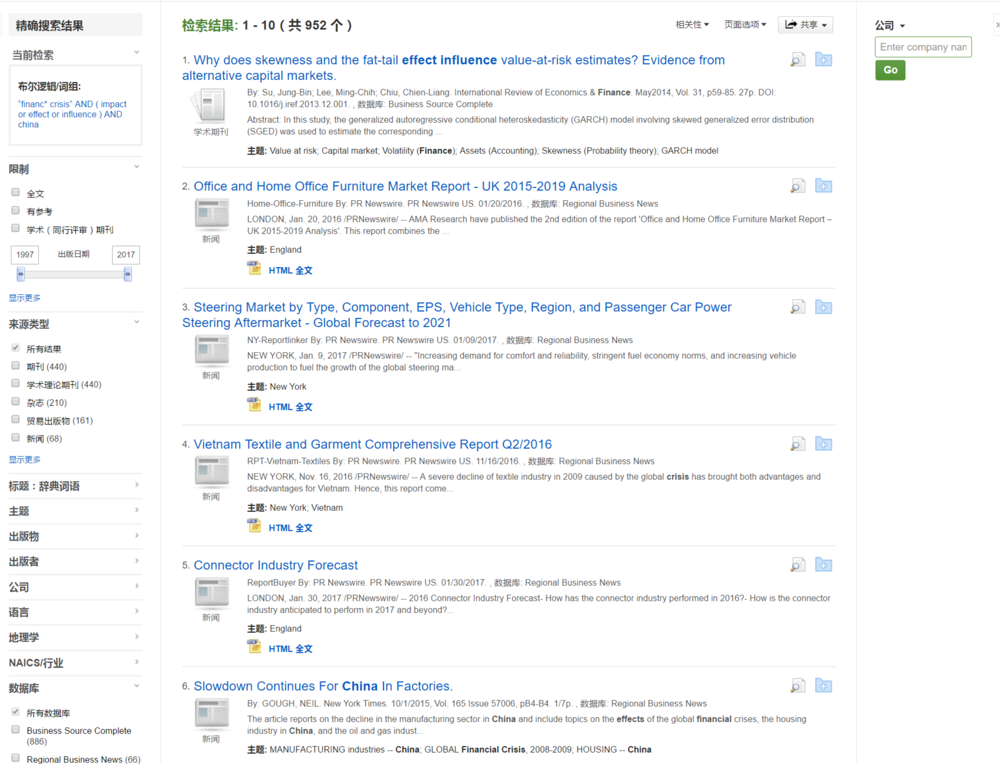 精确搜索结果
当前检索
布尔逻辑/词组:
“financ* crisis” AND ( impact
or effect or influence ) AND
china
限制
全文
有参考
学术（同行评审）期刊
1997 出版日期 2017
显示更多
来源类型
所有结果
期刊 (440)
学术理论期刊 (440)
杂志 (210)
贸易出版物 (161)
新闻 (68)
显示更多
标题：辞典词语
主题
出版物
出版者
公司
语言
地理学
NAICS/行业
数据库
所有数据库
Business Source Complete
(886)
Regional Business News (66)
检索结果: 1 - 10（共 952 个）
相关性 页面选项 共享
1. Why does skewness and the fat-tail effect influence value-at-risk estimates? Evidence from
alternative capital markets.
学术期刊
By: Su, Jung-Bin; Lee, Ming-Chih; Chiu, Chien-Liang. International Review of Economics & Finance. May2014, Vol. 31, p59-85. 27p. DOI:
10.1016/j.iref.2013.12.001. , 数据库: Business Source Complete
Abstract: In this study, the generalized autoregressive conditional heteroskedasticity (GARCH) model involving skewed generalized error distribution
(SGED) was used to estimate the corresponding ...
主题: Value at risk; Capital market; Volatility (Finance); Assets (Accounting); Skewness (Probability theory); GARCH model
2. Office and Home Office Furniture Market Report - UK 2015-2019 Analysis
新闻
Home-Office-Furniture By: PR Newswire. PR Newswire US. 01/20/2016. , 数据库: Regional Business News
LONDON, Jan. 20, 2016 /PRNewswire/ -- AMA Research have published the 2nd edition of the report 'Office and Home Office Furniture Market Report –
UK 2015-2019 Analysis'. This report combines the ...
主题: England
HTML 全文
3. Steering Market by Type, Component, EPS, Vehicle Type, Region, and Passenger Car Power
Steering Aftermarket - Global Forecast to 2021
新闻
NY-Reportlinker By: PR Newswire. PR Newswire US. 01/09/2017. , 数据库: Regional Business News
NEW YORK, Jan. 9, 2017 /PRNewswire/ -- "Increasing demand for comfort and reliability, stringent fuel economy norms, and increasing vehicle
production to fuel the growth of the global steering ma...
主题: New York
HTML 全文
4. Vietnam Textile and Garment Comprehensive Report Q2/2016
新闻
RPT-Vietnam-Textiles By: PR Newswire. PR Newswire US. 11/16/2016. , 数据库: Regional Business News
NEW YORK, Nov. 16, 2016 /PRNewswire/ -- A severe decline of textile industry in 2009 caused by the global crisis has brought both advantages and
disadvantages for Vietnam. Hence, this report come...
主题: New York; Vietnam
HTML 全文
5. Connector Industry Forecast
新闻
ReportBuyer By: PR Newswire. PR Newswire US. 01/30/2017. , 数据库: Regional Business News
LONDON, Jan. 30, 2017 /PRNewswire/ -- 2016 Connector Industry Forecast- How has the connector industry performed in 2016?- How is the connector
industry anticipated to perform in 2017 and beyond?...
主题: England
HTML 全文
6. Slowdown Continues For China In Factories.
新闻
By: GOUGH, NEIL. New York Times. 10/1/2015, Vol. 165 Issue 57006, pB4-B4. 1/7p. , 数据库: Regional Business News
The article reports on the decline in the manufacturing sector in China and include topics on the effects of the global financial crises, the housing
industry in China, and the oil and gas indust...
主题: MANUFACTURING industries -- China; GLOBAL Financial Crisis, 2008-2009; HOUSING -- China
公司
Enter company nan
Go